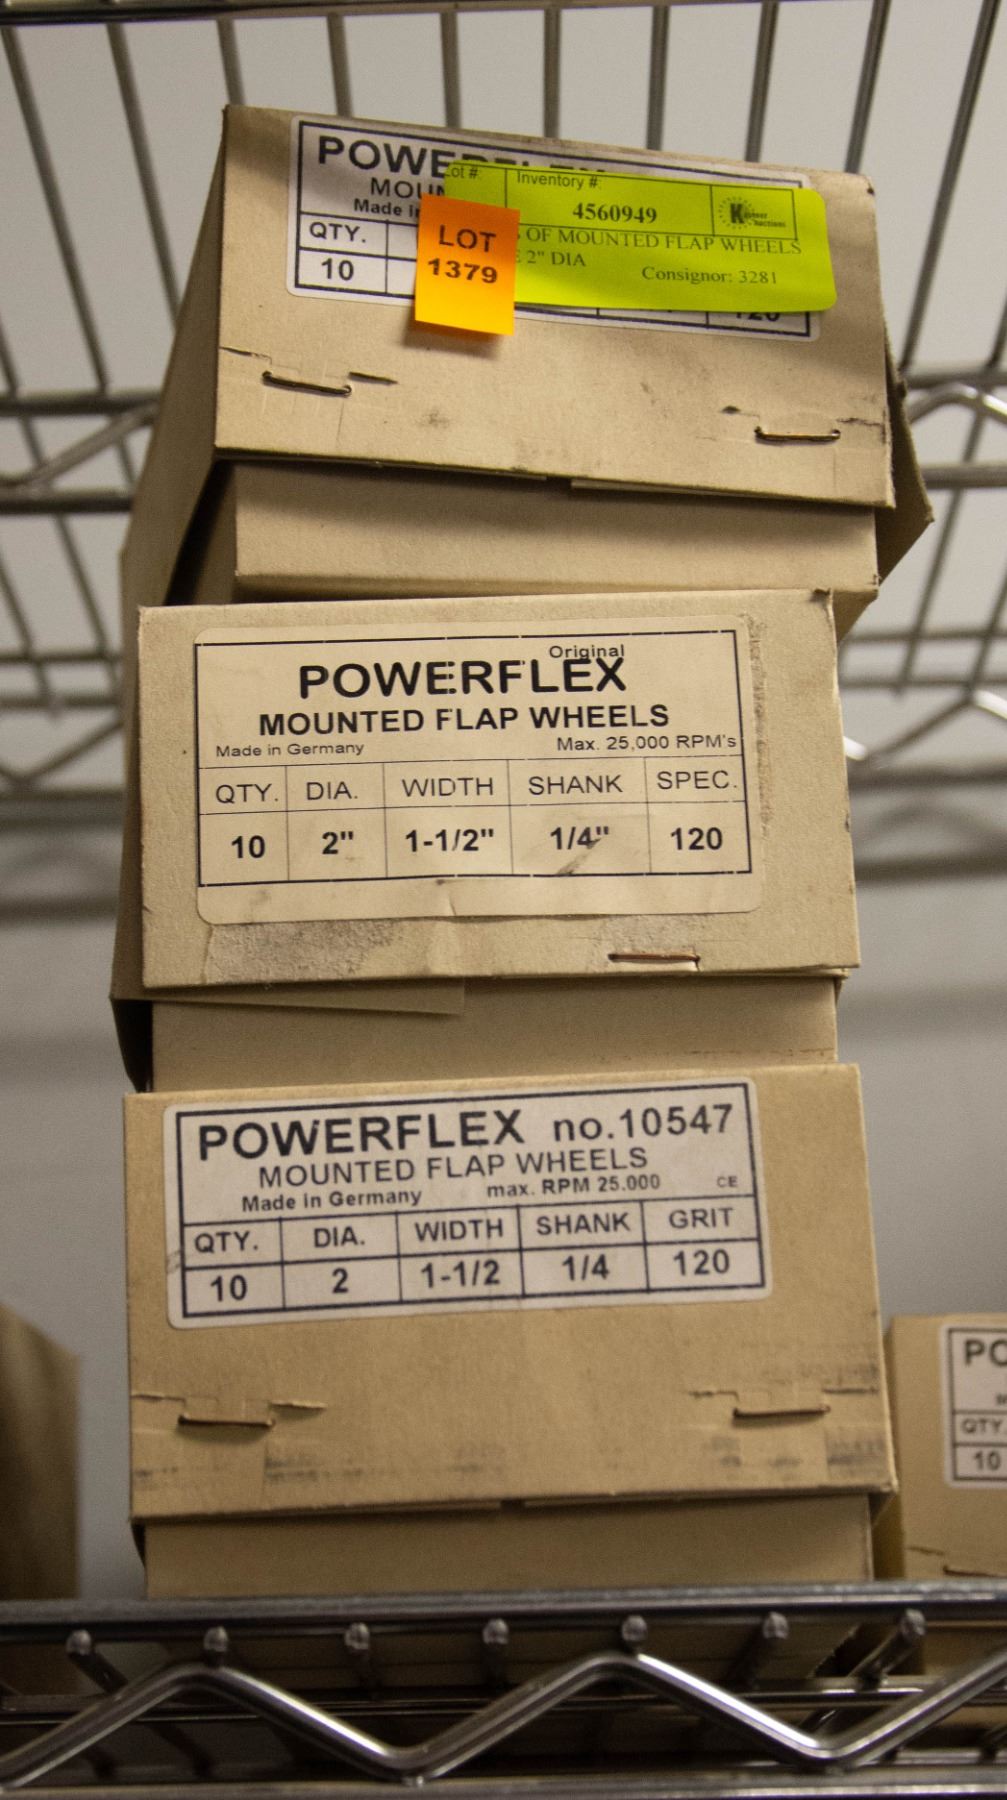 POWERFLEX
Lot #: Inventory #:
4560949
OF MOUNTED FLAP WHEELS
2" DIA
Consignor: 3281
LOT
1379
Made in
QTY.
10
120
Original
POWERFLEX
MOUNTED FLAP WHEELS
Made in Germany Max. 25,000 RPM's
QTY. DIA. WIDTH SHANK SPEC.
10 2" 1-1/2" 1/4" 120
POWERFLEX no.10547
MOUNTED FLAP WHEELS
Made in Germany max. RPM 25.000 CE
QTY. DIA. WIDTH SHANK GRIT
10 2 1-1/2 1/4 120
PO
QTY.
10